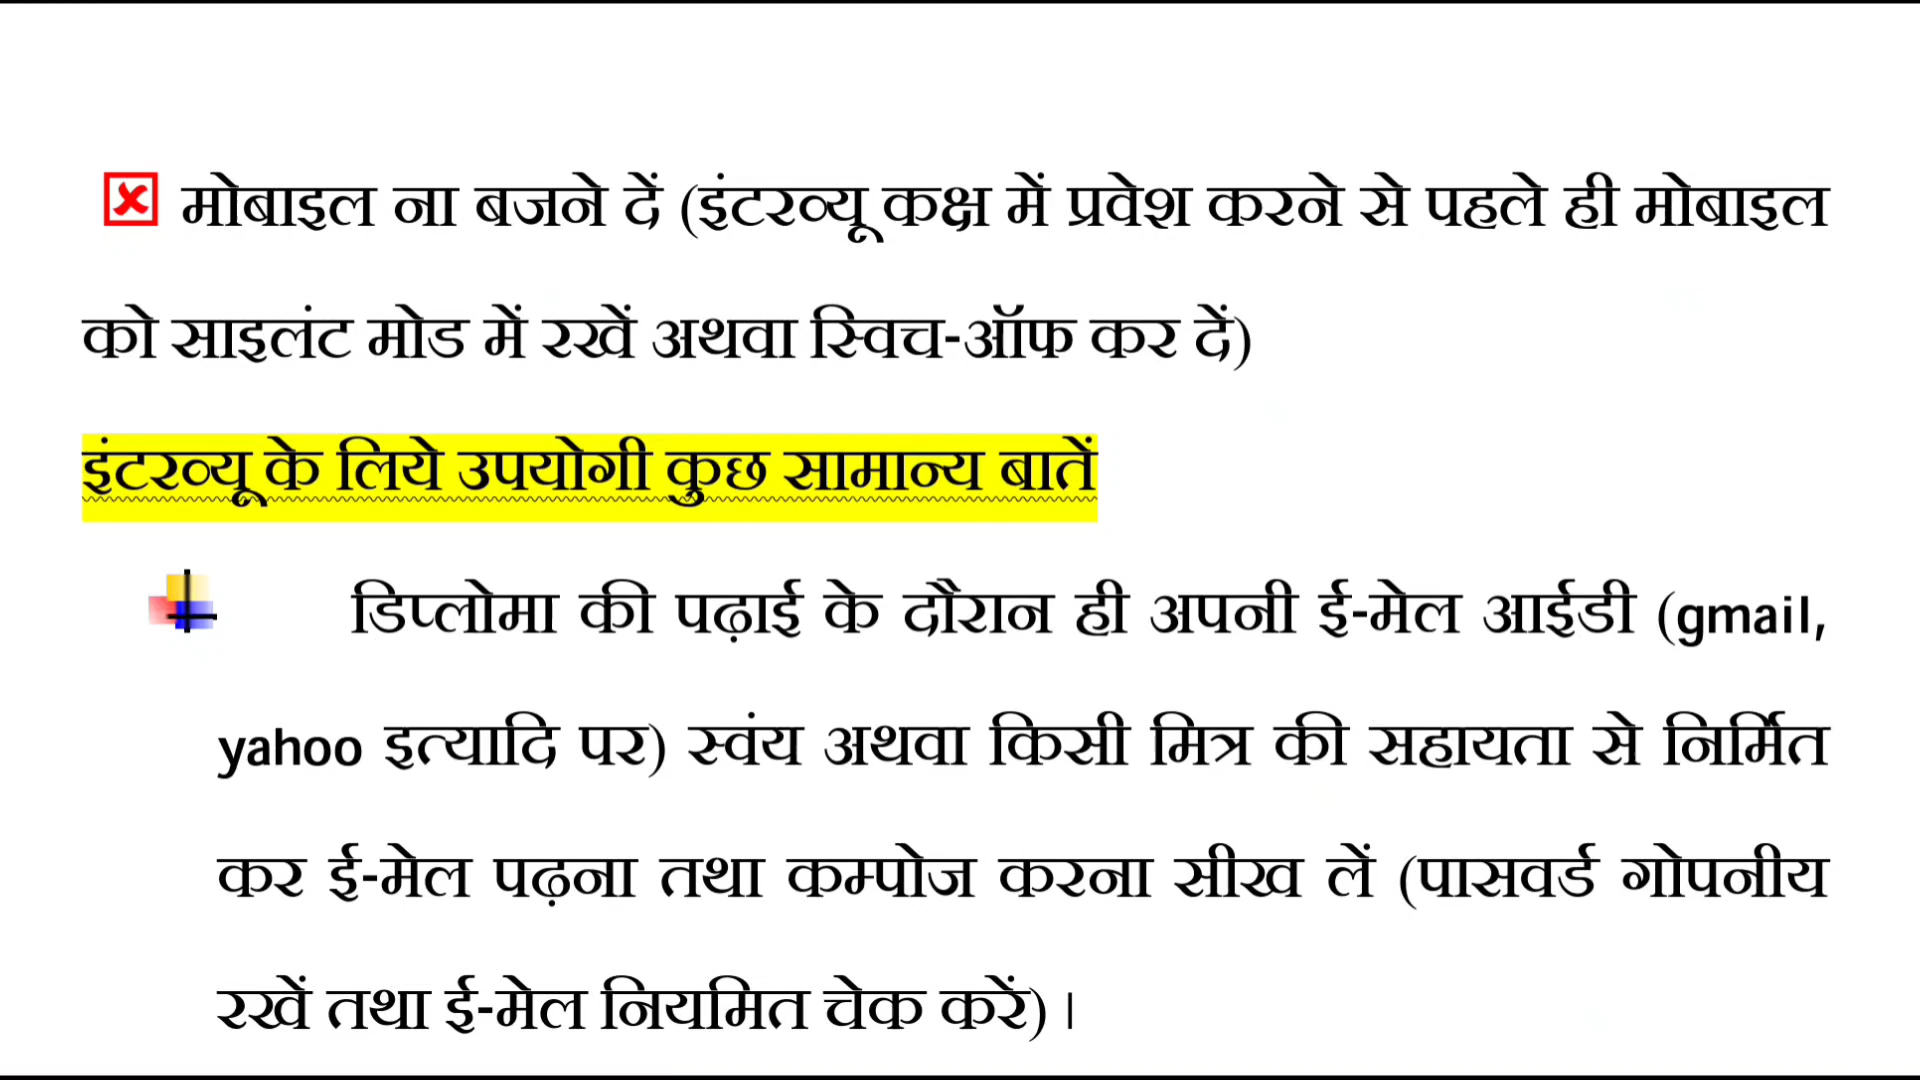 मोबाइल ना बजने दें (इंटरव्यू कक्ष में प्रवेश करने से पहले ही मोबाइल
को साइलंट मोड में रखें अथवा स्विच-ऑफ कर दें)
इंटरव्यू के लिये उपयोगी कुछ सामान्य बातें
डिप्लोमा की पढ़ाई के दौरान ही अपनी ई-मेल आईडी (gmail,
yahoo इत्यादि पर) स्वंय अथवा किसी मित्र की सहायता से निर्मित
कर ई-मेल पढ़ना तथा कम्पोज करना सीख लें (पासवर्ड गोपनीय
रखें तथा ई-मेल नियमित चेक करें)।